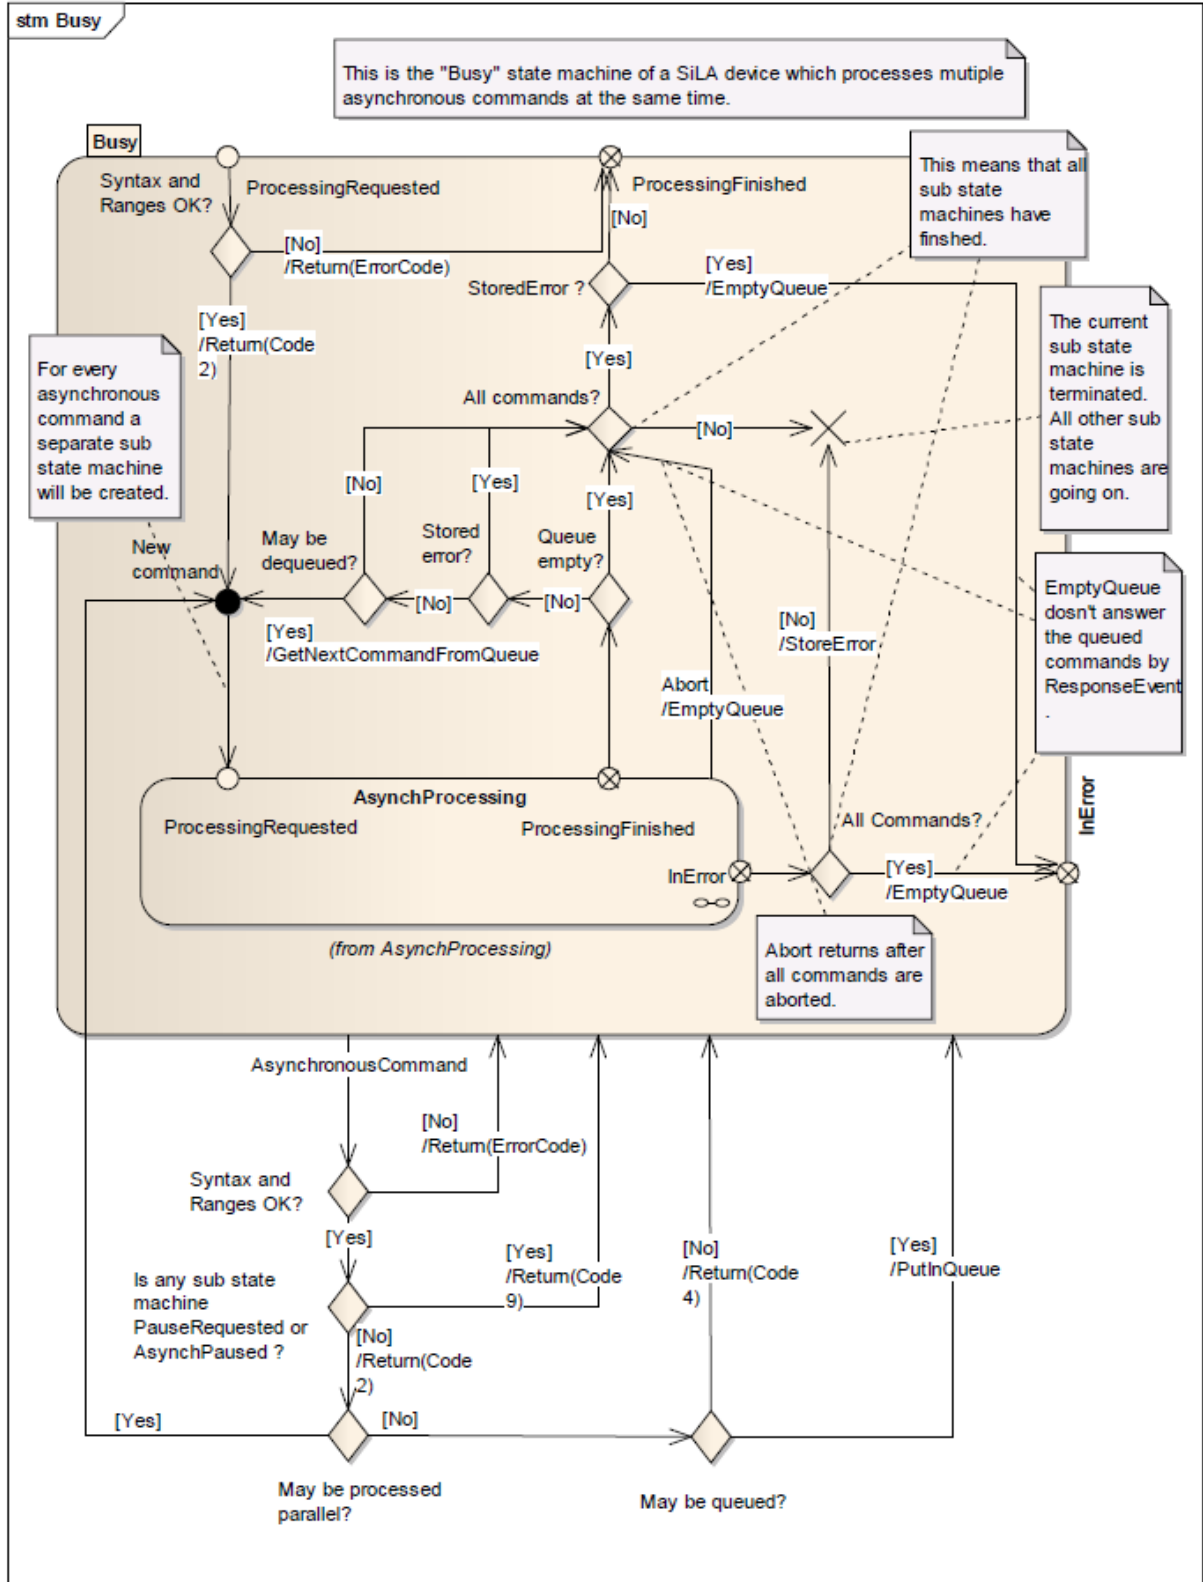 stm Busy
This is the "Busy" state machine of a SiLA device which processes mutiple
asynchronous commands at the same time.
Busy
Syntax and
Ranges OK?
ProcessingRequested
ProcessingFinished
This means that all
sub state
machines have
finshed.
[No]
/Return(ErrorCode)
[No]
StoredError ?
[Yes]
/EmptyQueue
[Yes]
/Return(Code
2)
The current
sub state
machine is
terminated.
All other sub
state
machines are
going on.
For every
asynchronous
command a
separate sub
state machine
will be created.
[Yes]
All commands?
[No]
[No]
[Yes]
[Yes]
New
command
May be
dequeued?
Stored
error?
Queue
empty?
[No]
[No]
[Yes]
/GetNextCommandFromQueue
[No]
/StoreError
EmptyQueue
dosn't answer
the queued
commands by
ResponseEvent
.
Abort
/EmptyQueue
AsynchProcessing
ProcessingRequested
ProcessingFinished
InError
All Commands?
InError
[Yes]
/EmptyQueue
(from AsynchProcessing)
Abort returns after
all commands are
aborted.
AsynchronousCommand
[No]
/Return(ErrorCode)
Syntax and
Ranges OK?
[Yes]
[Yes]
/Return(Code
9)
[No]
/Return(Code
4)
[Yes]
/PutInQueue
Is any sub state
machine
PauseRequested or
AsynchPaused ?
[No]
/Return(Code
2)
[Yes]
[No]
May be processed
parallel?
May be queued?